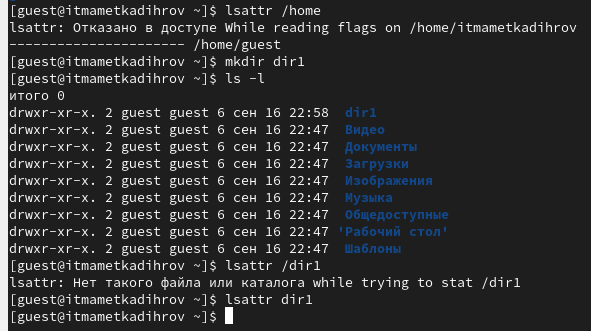 [guest@itmametkadihrov ~]$ lsattr /home
lsattr: Отказано в доступе While reading flags on /home/itmametkadihrov
---------------------- /home/guest
[guest@itmametkadihrov ~]$ mkdir dir1
[guest@itmametkadihrov ~]$ ls -l
итого 0
drwxr-xr-x. 2 guest guest 6 сен 16 22:58  dir1
drwxr-xr-x. 2 guest guest 6 сен 16 22:47  Видео
drwxr-xr-x. 2 guest guest 6 сен 16 22:47  Документы
drwxr-xr-x. 2 guest guest 6 сен 16 22:47  Загрузки
drwxr-xr-x. 2 guest guest 6 сен 16 22:47  Изображения
drwxr-xr-x. 2 guest guest 6 сен 16 22:47  Музыка
drwxr-xr-x. 2 guest guest 6 сен 16 22:47  Общедоступные
drwxr-xr-x. 2 guest guest 6 сен 16 22:47 'Рабочий стол'
drwxr-xr-x. 2 guest guest 6 сен 16 22:47  Шаблоны
[guest@itmametkadihrov ~]$ lsattr /dir1
lsattr: Нет такого файла или каталога while trying to stat /dir1
[guest@itmametkadihrov ~]$ lsattr dir1
[guest@itmametkadihrov ~]$